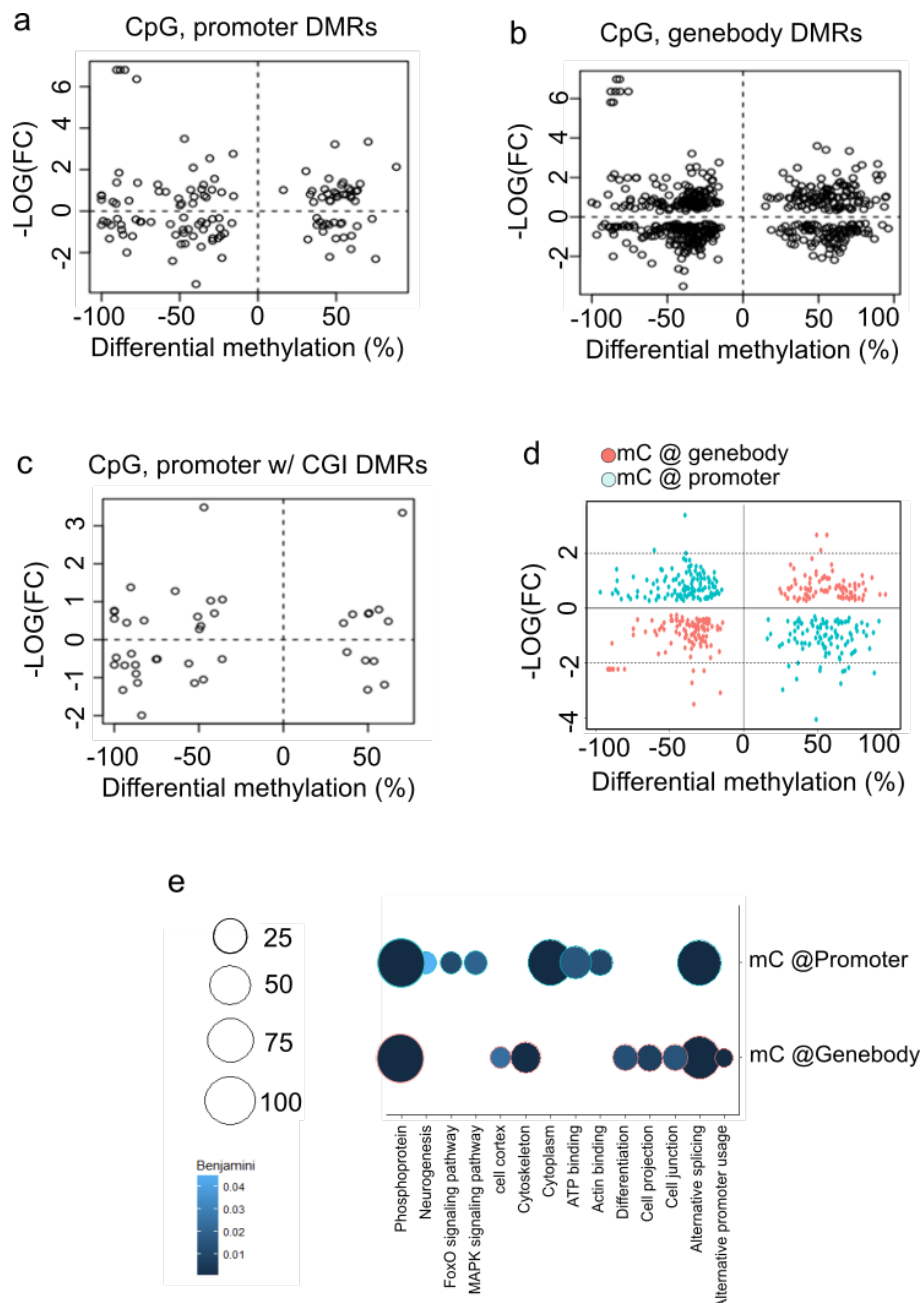 a
CpG, promoter DMRs
-LOG(FC)
6
4
2
0
-2
-100 -50 0 50
Differential methylation (%)
b
CpG, genebody DMRs
-LOG(FC)
6
4
2
0
-2
-100 -50 0 50 100
Differential methylation (%)
c
CpG, promoter w/ CGI DMRs
-LOG(FC)
3
2
1
0
-1
-2
-100 -50 0 50
Differential methylation (%)
d
mC @ genebody
mC @ promoter
-LOG(FC)
2
0
-2
-4
-100 -50 0 50 100
Differential methylation (%)
e
25
50
75
100
Benjamini
0.04
0.03
0.02
0.01
mC @Promoter
mC @Genebody
Phosphoprotein
Neurogenesis
FoxO signaling pathway
MAPK signaling pathway
cell cortex
Cytoskeleton
Cytoplasm
ATP binding
Actin binding
Differentiation
Cell projection
Cell junction
Alternative splicing
Alternative promoter usage